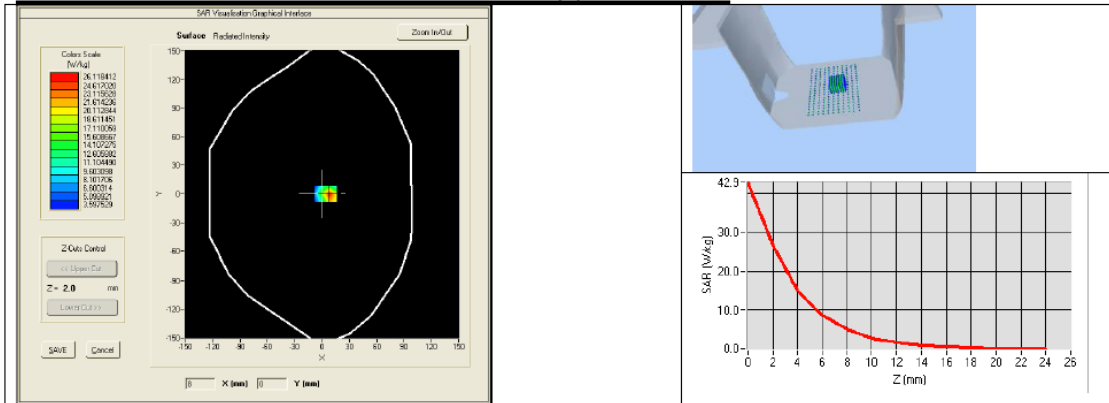 SAR Visualisation Graphical Interface
Surface Radiated Intensity
Zoom In/Out
Colors Scale
(W/kg)
26.118412
24.617020
23.115628
21.614236
20.112844
18.611451
17.110059
15.608667
14.107275
12.605882
11.104490
9.603098
8.101706
6.600314
5.098921
3.597529
150
120
90
60
30
0
-30
-60
-90
-120
-150
Y
-150 -120 -90 -60 -30 0 30 60 90 120 150
X
Z-Cuts Control
<< Upper Cut
Z = 2.0 mm
Lower Cut >>
SAVE Cancel
8 X (mm) 0 Y (mm)
42.9
30.0
20.0
10.0
0.0
SAR (W/kg)
0 2 4 6 8 10 12 14 16 18 20 22 24 26
Z (mm)